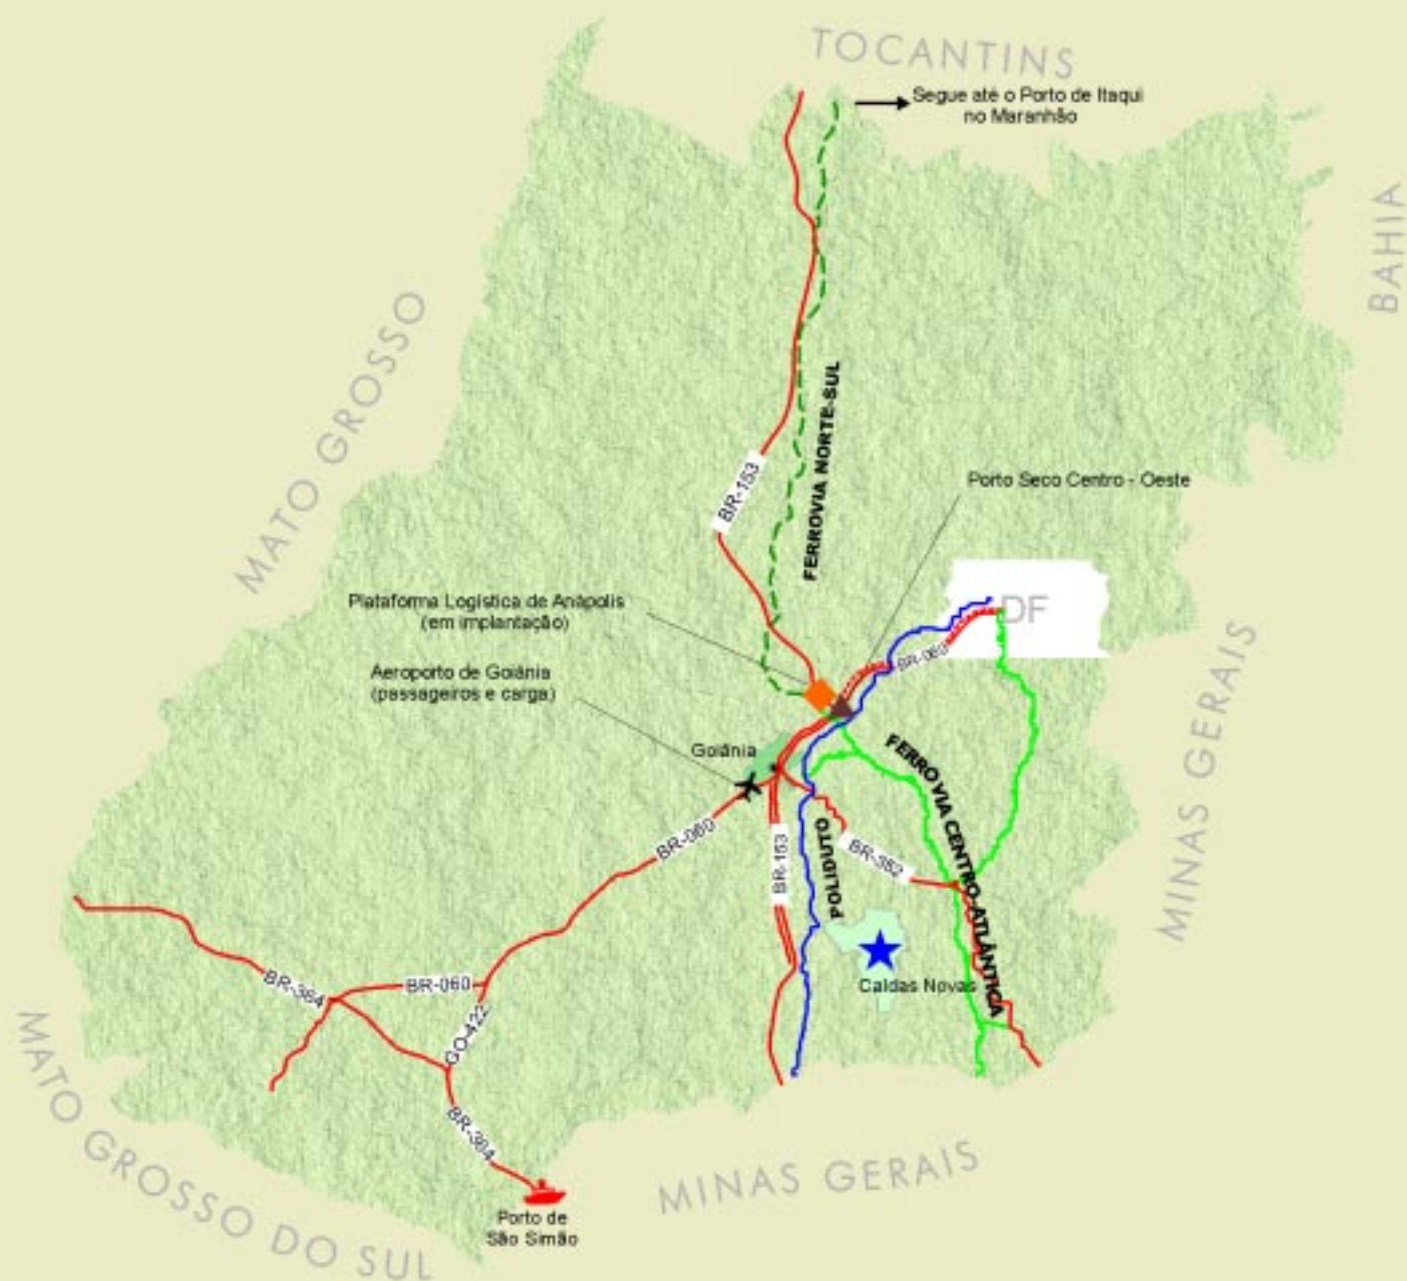 TOCANTINS
Segue até o Porto de Itaqui
no Maranhão
BAHIA
MATO GROSSO
FERROVIA NORTE-SUL
BR-153
Porto Seco Centro - Oeste
Plataforma Logística de Anápolis
(em implantação)
DF
BR-060
Aeroporto de Goiânia
(passageiros e carga)
MINAS GERAIS
Goiânia
FERROVIA CENTRO-ATLÂNTICA
BR-060
BR-153
POLIDUTO
BR-352
BR-364
BR-060
Caldas Novas
GO-422
MATO GROSSO DO SUL
BR-364
MINAS GERAIS
Porto de
São Simão